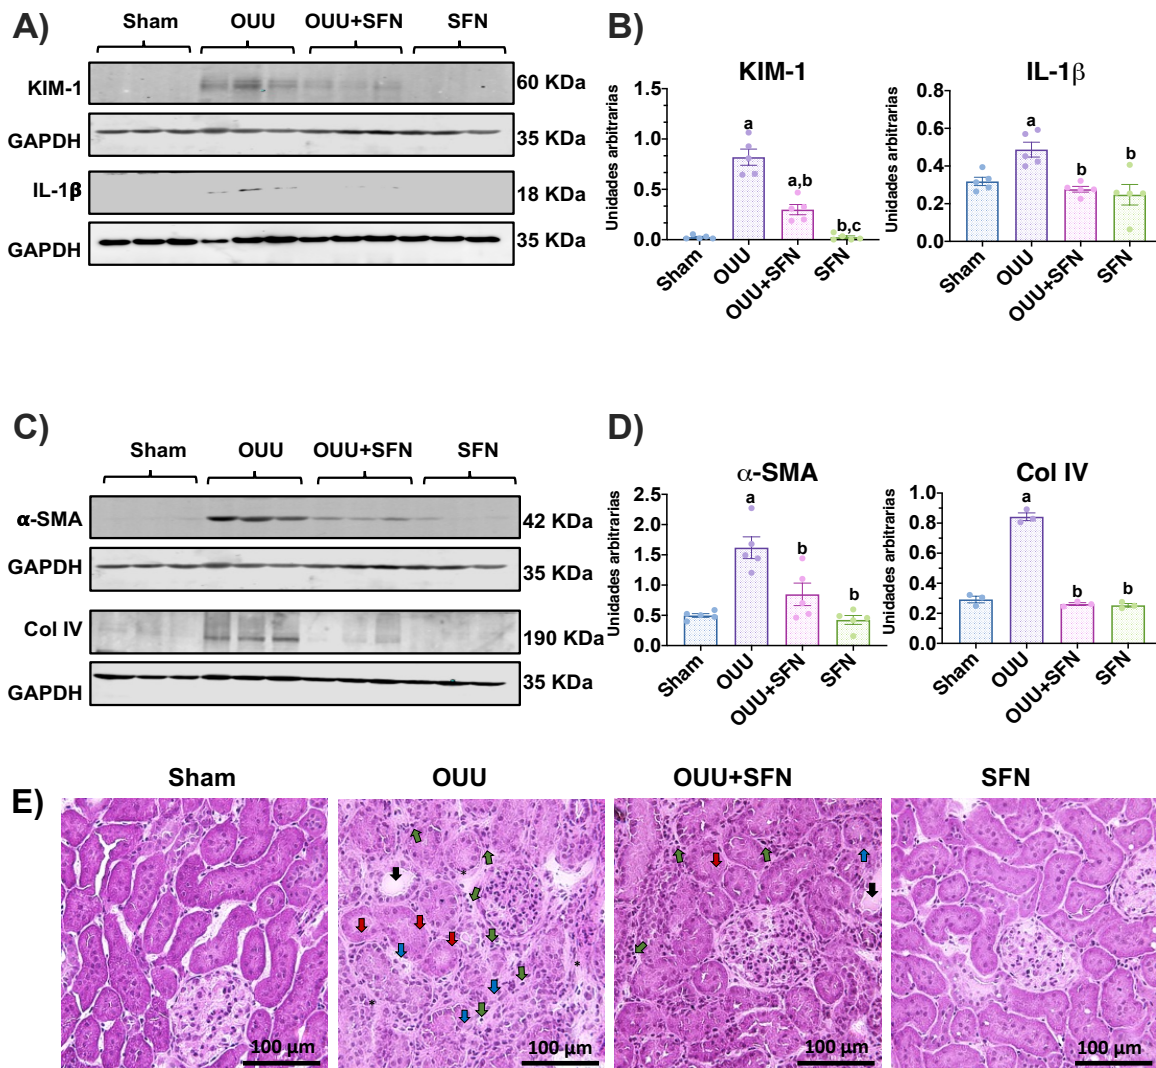 A)
Sham OUU OUU+SFN SFN
KIM-1 60 KDa
GAPDH 35 KDa
IL-1β 18 KDa
GAPDH 35 KDa
B)
KIM-1
Unidades arbitrarias
1.5
1.0
0.5
0.0
a
a,b
b,c
Sham OUU OUU+SFN SFN
IL-1β
Unidades arbitrarias
0.8
0.6
0.4
0.2
0.0
a
b
b
Sham OUU OUU+SFN SFN
C)
Sham OUU OUU+SFN SFN
α-SMA 42 KDa
GAPDH 35 KDa
Col IV 190 KDa
GAPDH 35 KDa
D)
α-SMA
Unidades arbitrarias
2.5
2.0
1.5
1.0
0.5
0.0
a
b
b
Sham OUU OUU+SFN SFN
Col IV
Unidades arbitrarias
1.0
0.8
0.6
0.4
0.2
0.0
a
b
b
Sham OUU OUU+SFN SFN
E)
Sham OUU OUU+SFN SFN
*
*
*
100 µm 100 µm 100 µm 100 µm